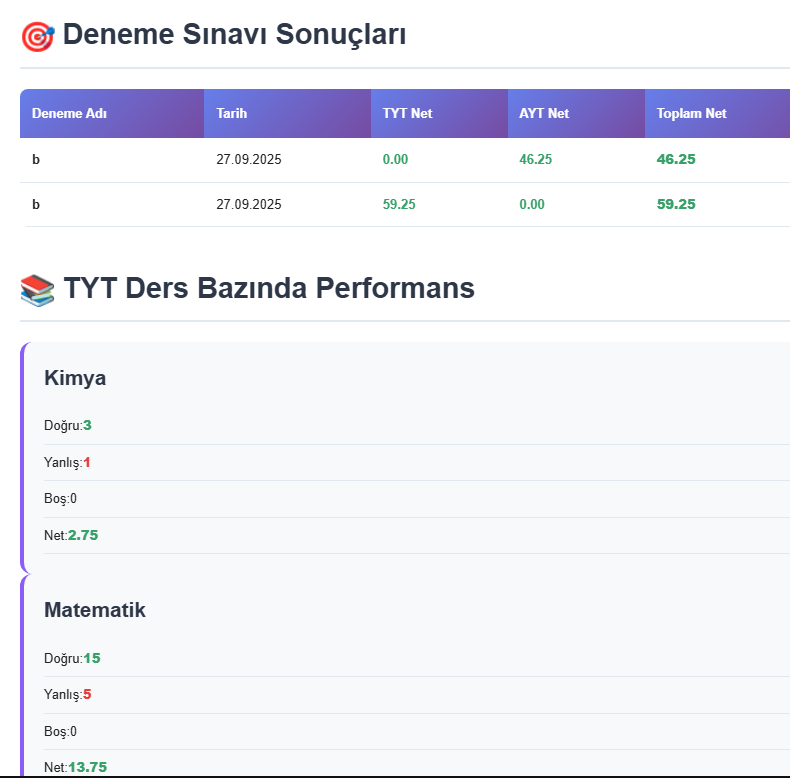 Deneme Sınavı Sonuçları
Deneme Adı Tarih TYT Net AYT Net Toplam Net
b 27.09.2025 0.00 46.25 46.25
b 27.09.2025 59.25 0.00 59.25
TYT Ders Bazında Performans
Kimya
Doğru:3
Yanlış:1
Boş:0
Net:2.75
Matematik
Doğru:15
Yanlış:5
Boş:0
Net:13.75